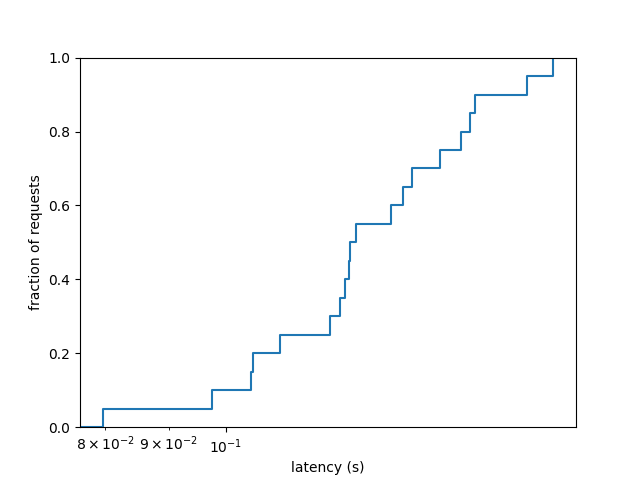 1.0
0.8
0.6
0.4
0.2
0.0
8 × 10⁻² 9 × 10⁻² 10⁻¹
latency (s)
fraction of requests